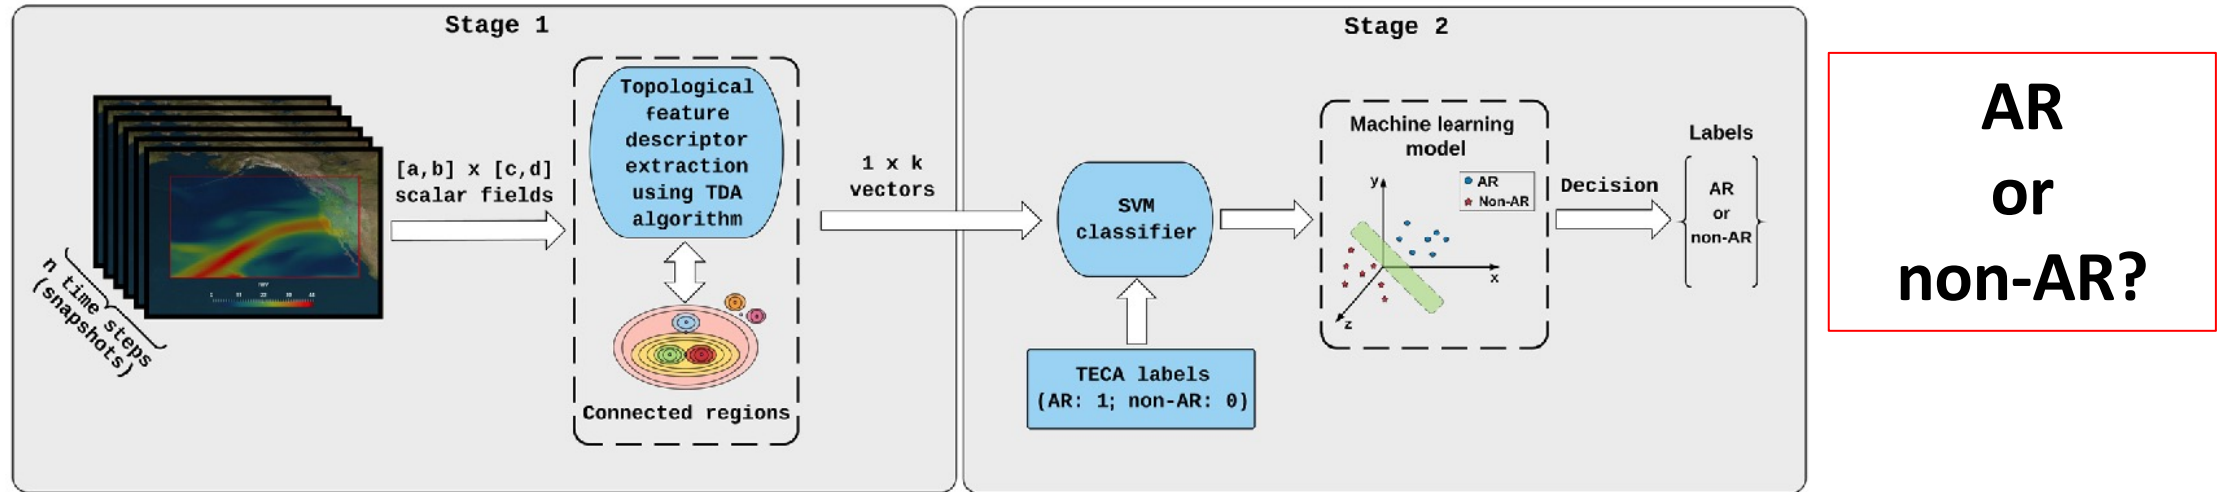 Stage 1
n time steps
(snapshots)
[a,b] x [c,d]
scalar fields
Topological
feature
descriptor
extraction
using TDA
algorithm
Connected regions
1 x k
vectors
Stage 2
SVM
classifier
TECA labels
(AR: 1; non-AR: 0)
Machine learning
model
y
x
z
AR
Non-AR
Decision
Labels
AR
or
non-AR
AR
or
non-AR?